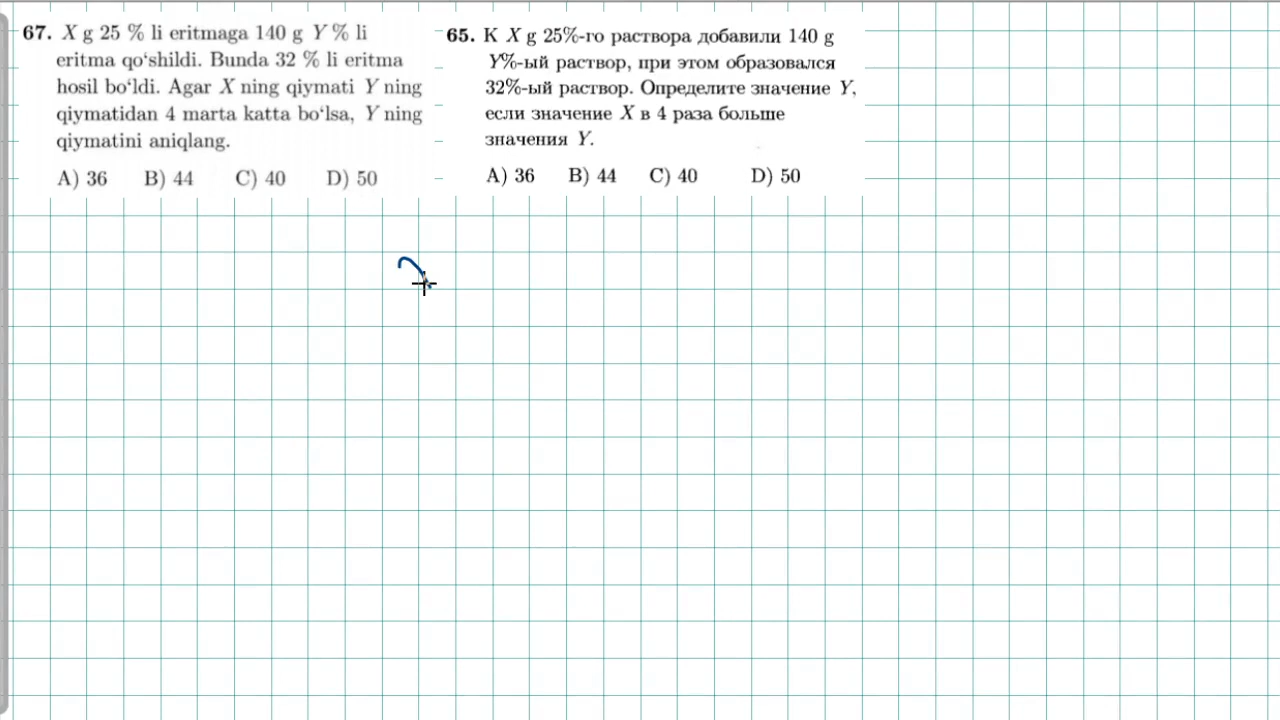 67. X g 25 % li eritmaga 140 g Y % li
eritma qo‘shildi. Bunda 32 % li eritma
hosil bo‘ldi. Agar X ning qiymati Y ning
qiymatidan 4 marta katta bo‘lsa, Y ning
qiymatini aniqlang.
A) 36 B) 44 C) 40 D) 50
65. К X g 25%-го раствора добавили 140 g
Y%-ый раствор, при этом образовался
32%-ый раствор. Определите значение Y,
если значение X в 4 раза больше
значения Y.
A) 36 B) 44 C) 40 D) 50